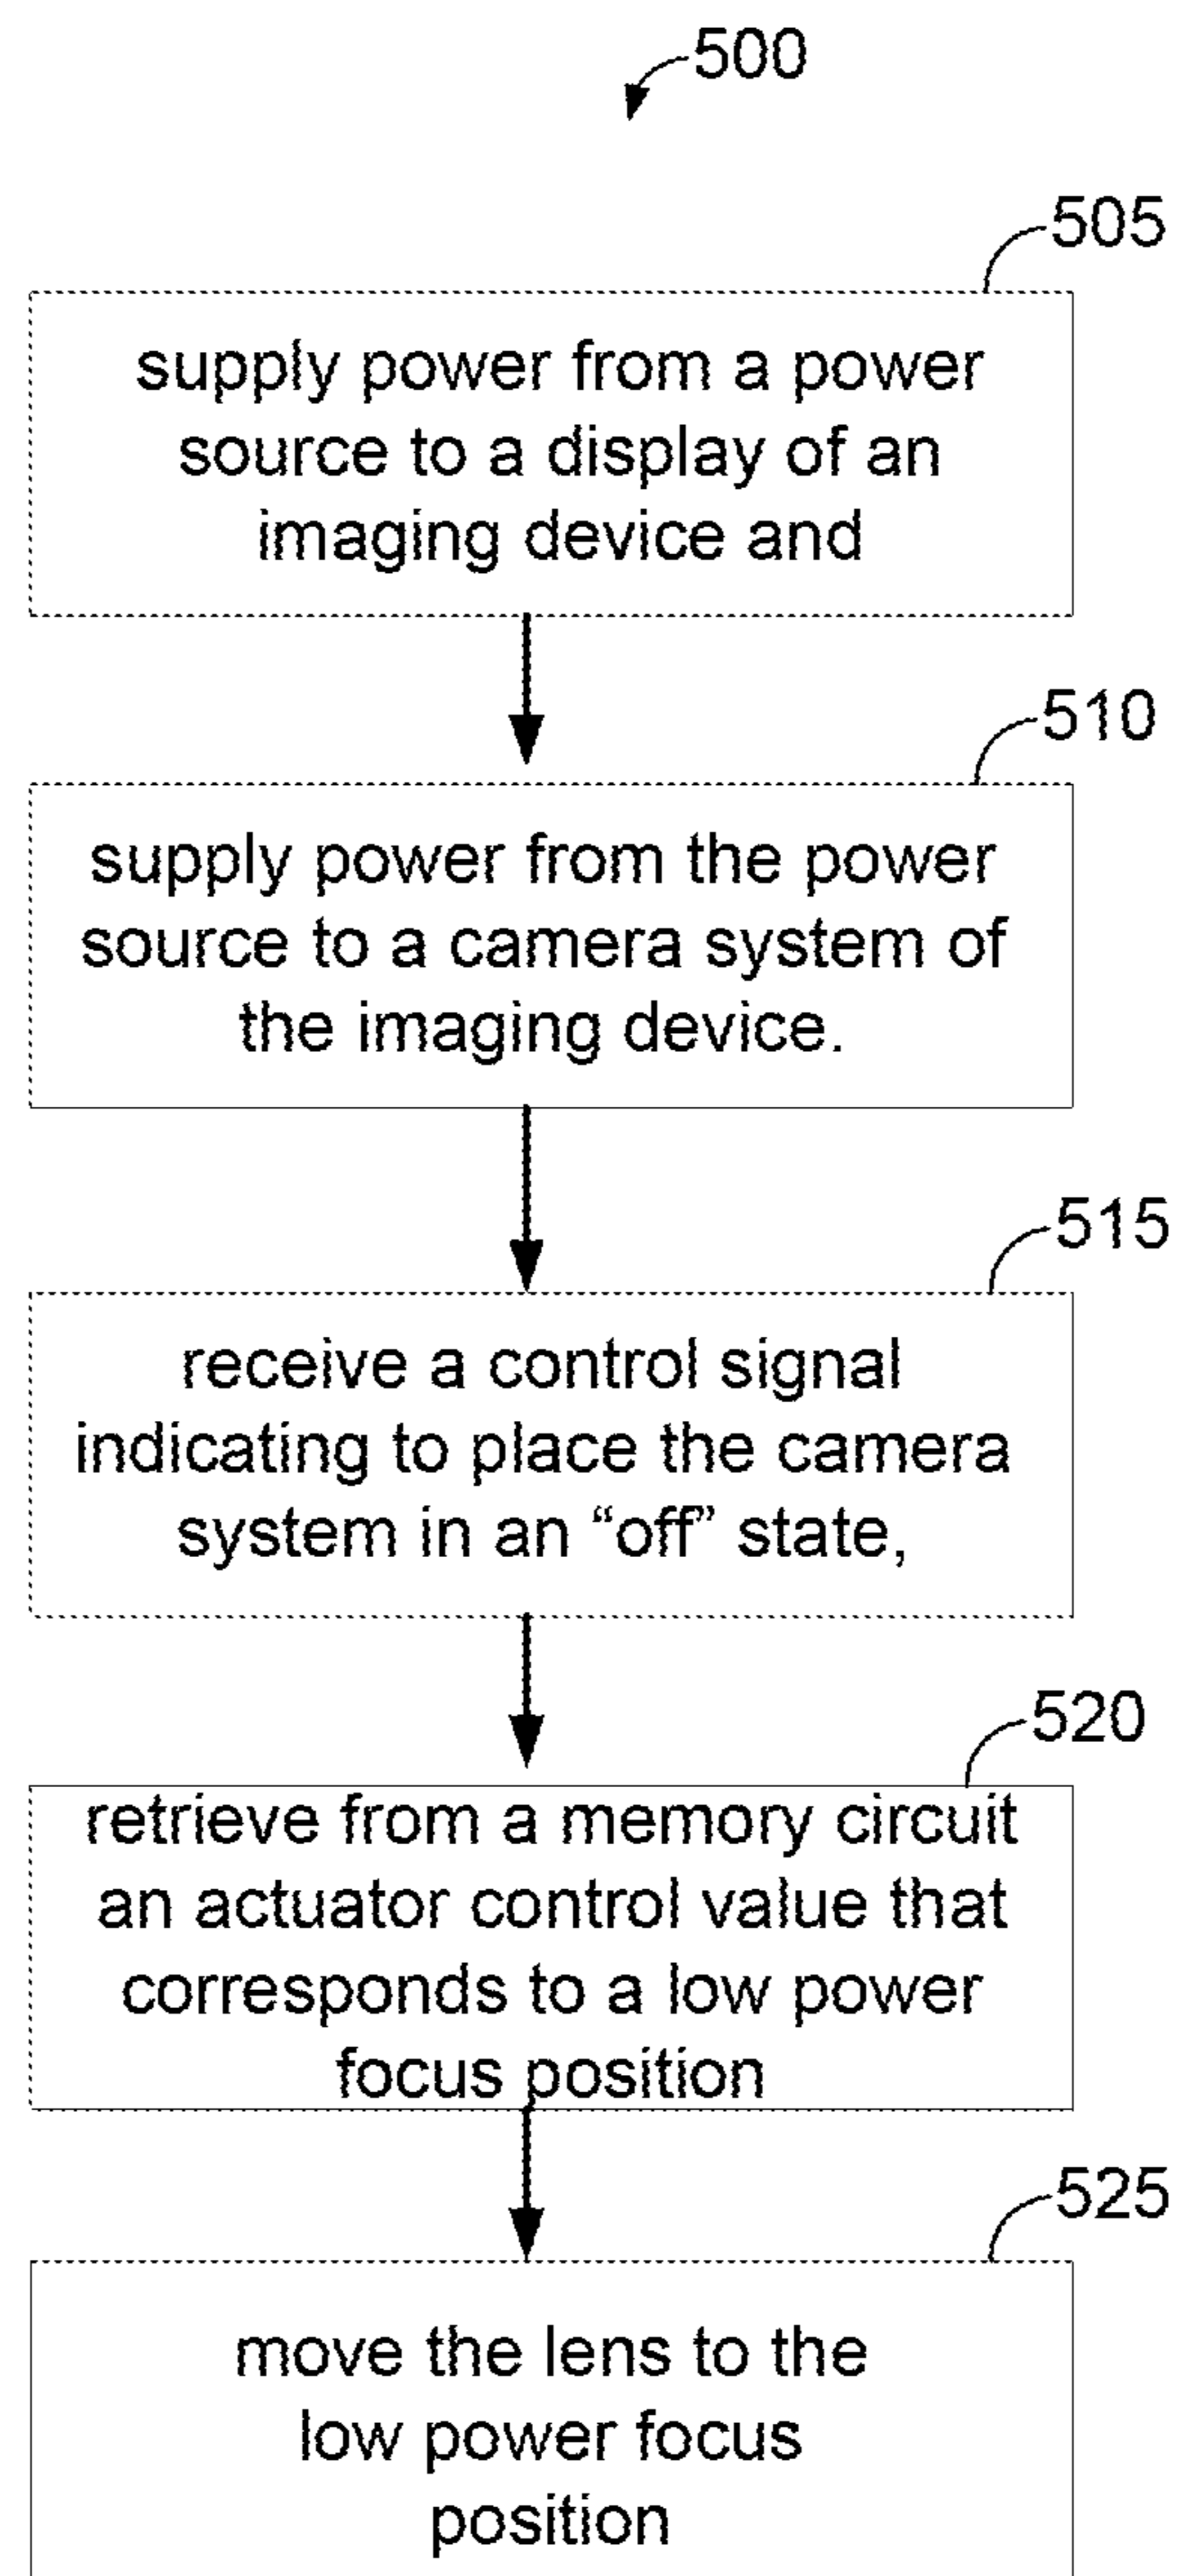 500
505
supply power from a power
source to a display of an
imaging device and
510
supply power from the power
source to a camera system of
the imaging device.
515
receive a control signal
indicating to place the camera
system in an “off” state,
520
retrieve from a memory circuit
an actuator control value that
corresponds to a low power
focus position
525
move the lens to the
low power focus
position